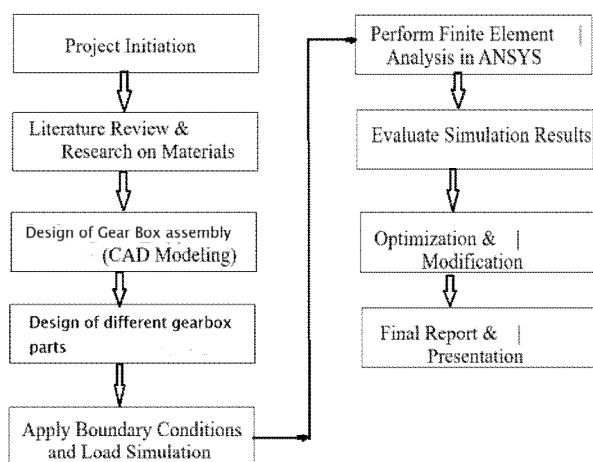 Project Initiation
Literature Review &
Research on Materials
Design of Gear Box assembly
(CAD Modeling)
Design of different gearbox
parts
Apply Boundary Conditions
and Load Simulation
Perform Finite Element
Analysis in ANSYS
Evaluate Simulation Results
Optimization &
Modification
Final Report &
Presentation